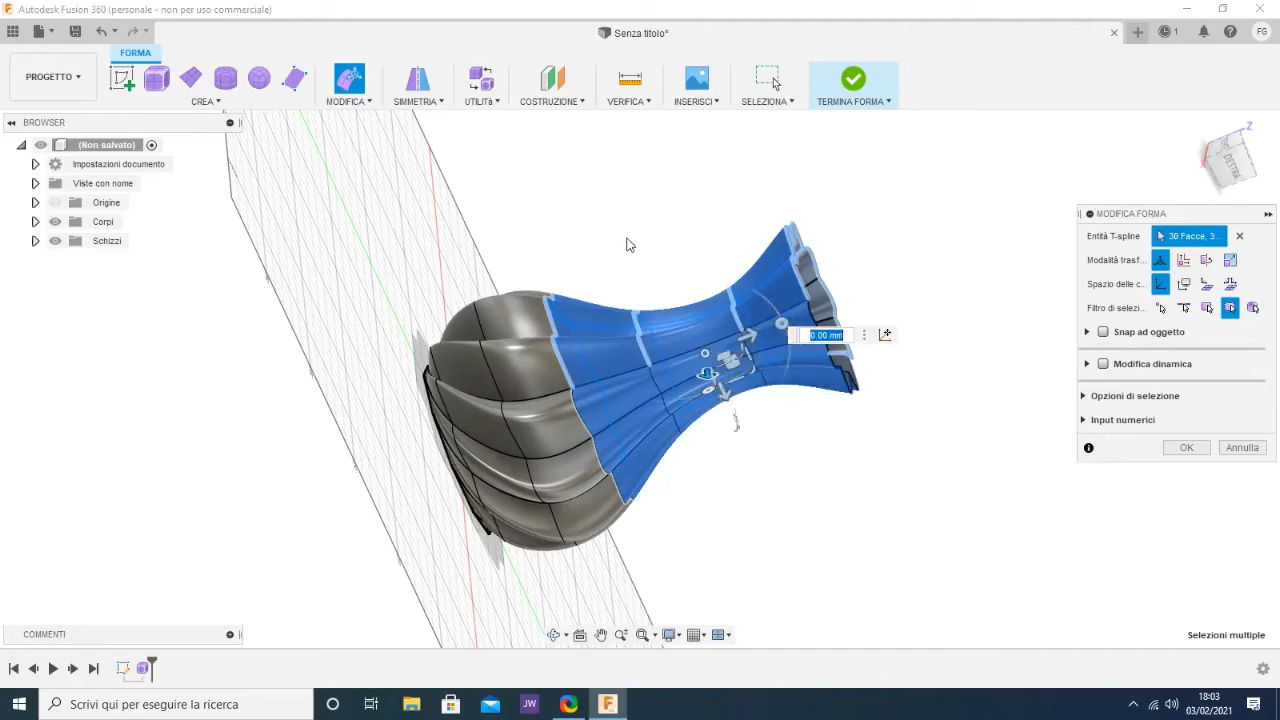 Autodesk Fusion 360 (personale - non per uso commerciale)
Senza titolo*
1
FG
FORMA
PROGETTO
CREA
MODIFICA
SIMMETRIA
UTILITÀ
COSTRUZIONE
VERIFICA
INSERISCI
SELEZIONA
TERMINA FORMA
BROWSER
(Non salvato)
Impostazioni documento
Viste con nome
Origine
Corpi
Schizzi
Z
DESTRA
MODIFICA FORMA
Entità T-spline
30 Facce, 3...
Modalità trasf
Spazio delle c
Filtro di selezi
Snap ad oggetto
Modifica dinamica
Opzioni di selezione
Input numerici
OK
Annulla
0.00 mm
COMMENTI
Selezioni multiple
Scrivi qui per eseguire la ricerca
JW
F
18:03
03/02/2021